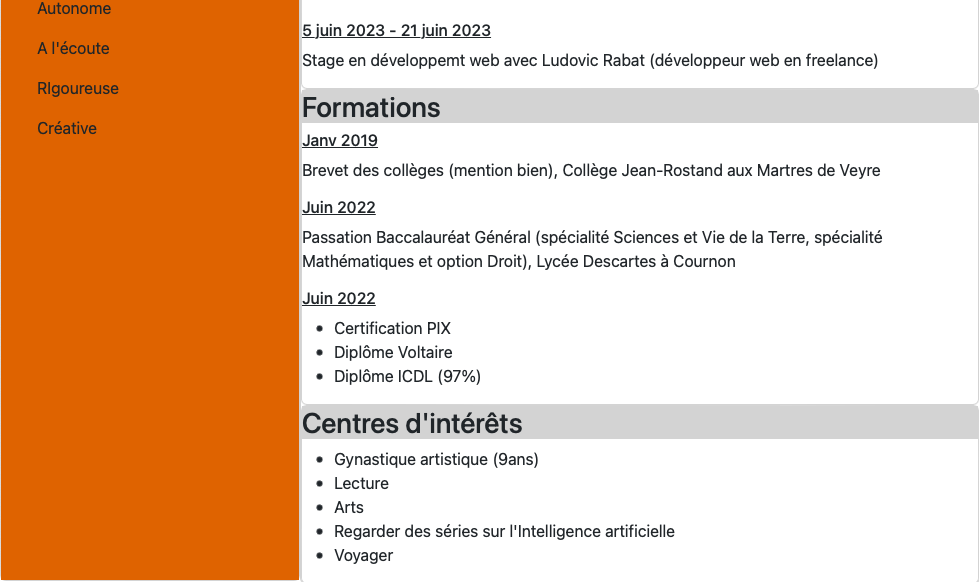 Autonome
A l'écoute
RIgoureuse
Créative
5 juin 2023 - 21 juin 2023
Stage en développemt web avec Ludovic Rabat (développeur web en freelance)
Formations
Janv 2019
Brevet des collèges (mention bien), Collège Jean-Rostand aux Martres de Veyre
Juin 2022
Passation Baccalauréat Général (spécialité Sciences et Vie de la Terre, spécialité
Mathématiques et option Droit), Lycée Descartes à Cournon
Juin 2022
Certification PIX
Diplôme Voltaire
Diplôme ICDL (97%)
Centres d'intérêts
Gynastique artistique (9ans)
Lecture
Arts
Regarder des séries sur l'Intelligence artificielle
Voyager